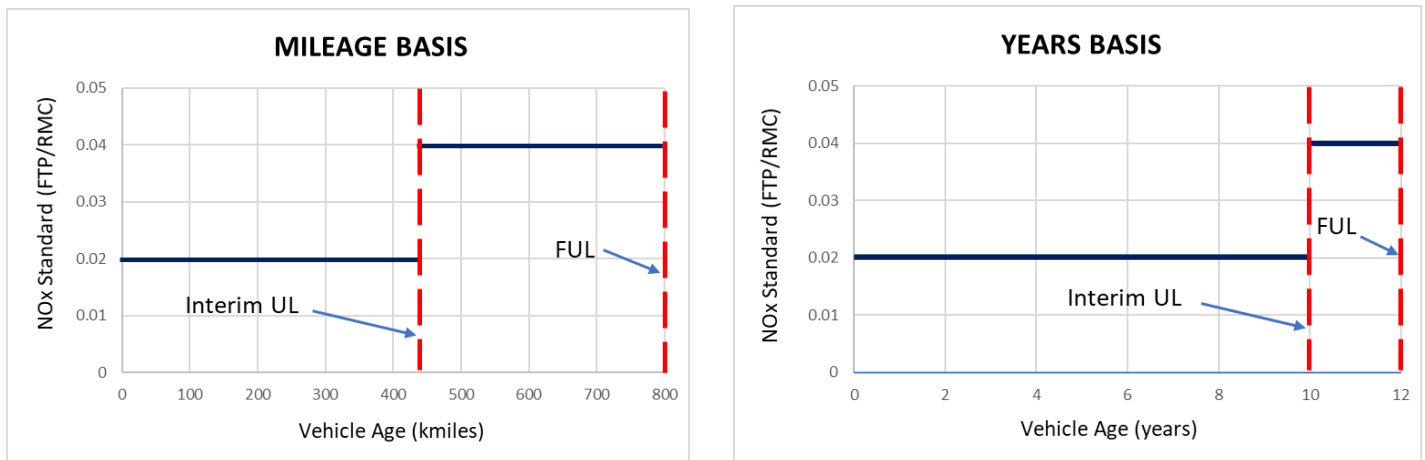 MILEAGE BASIS
NOx Standard (FTP/RMC)
0.05
0.04
0.03
0.02
0.01
0
FUL
Interim UL
0 100 200 300 400 500 600 700 800
Vehicle Age (kmiles)
YEARS BASIS
NOx Standard (FTP/RMC)
0.05
0.04
0.03
0.02
0.01
0
FUL
Interim UL
0 2 4 6 8 10 12
Vehicle Age (years)